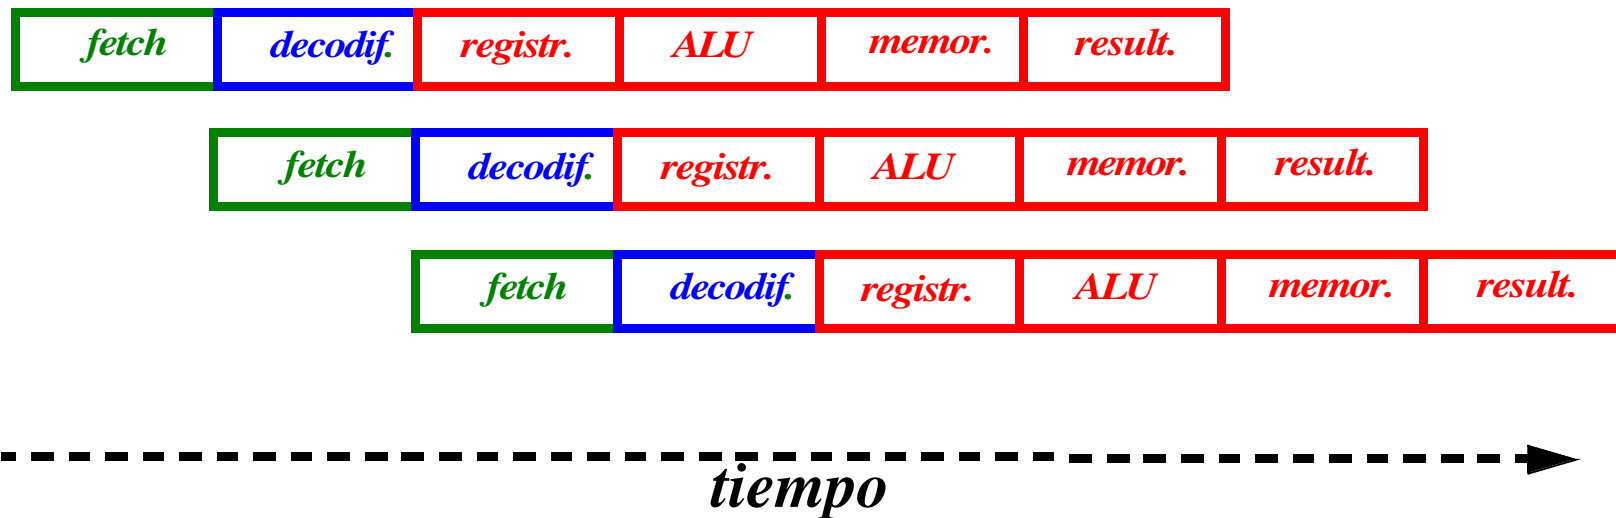 fetch decodif. registr. ALU memor. result.
fetch decodif. registr. ALU memor. result.
fetch decodif. registr. ALU memor. result.
tiempo